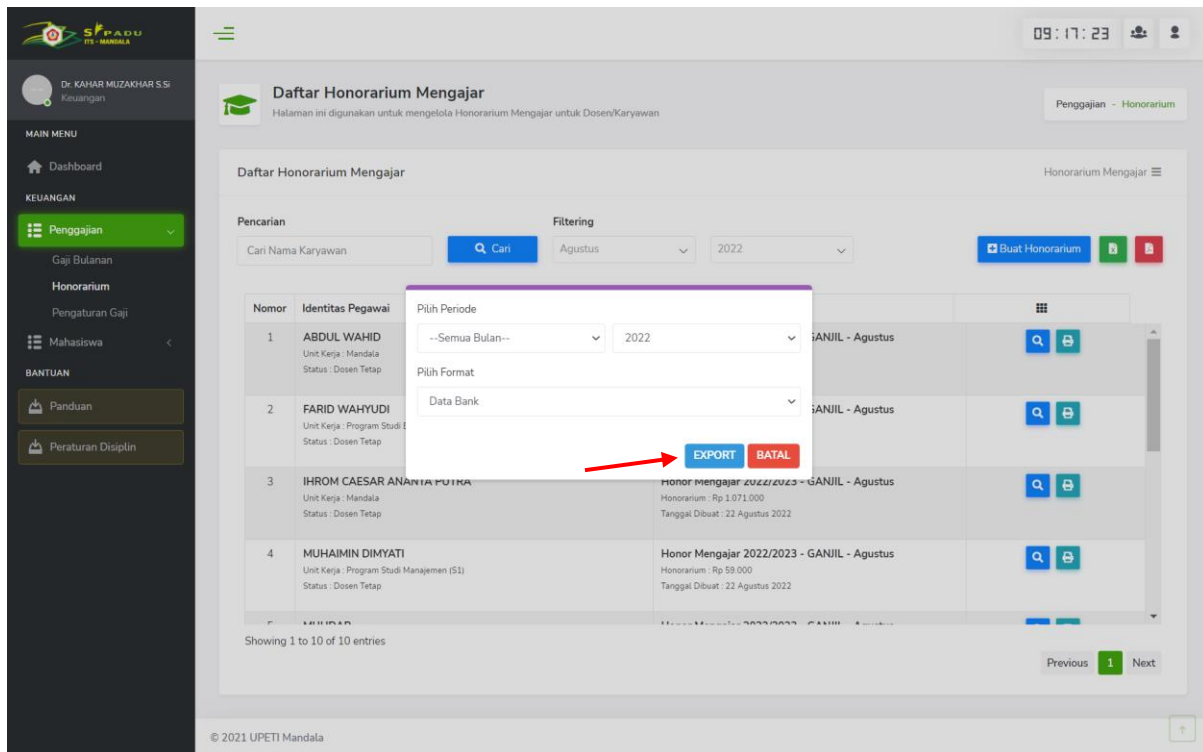 SIPADU
ITS - MANDALA
09:17:23
Dr. KAHAR MUZAKHAR S.Si
Keuangan
MAIN MENU
Dashboard
KEUANGAN
Penggajian
Gaji Bulanan
Honorarium
Pengaturan Gaji
Mahasiswa
BANTUAN
Panduan
Peraturan Disiplin
Daftar Honorarium Mengajar
Halaman ini digunakan untuk mengelola Honorarium Mengajar untuk Dosen/Karyawan
Penggajian - Honorarium
Daftar Honorarium Mengajar
Honorarium Mengajar
Pencarian Filtering
Cari Nama Karyawan Cari Agustus 2022 Buat Honorarium
Nomor Identitas Pegawai
Pilih Periode
--Semua Bulan-- 2022
Pilih Format
Data Bank
EXPORT BATAL
1 ABDUL WAHID GANJIL - Agustus
Unit Kerja : Mandala
Status : Dosen Tetap
2 FARID WAHYUDI GANJIL - Agustus
Unit Kerja : Program Studi
Status : Dosen Tetap
3 IHROM CAESAR ANANTA PUTRA Honor Mengajar 2022/2023 - GANJIL - Agustus
Unit Kerja : Mandala Honorarium : Rp 1.071.000
Status : Dosen Tetap Tanggal Dibuat : 22 Agustus 2022
4 MUHAIMIN DIMYATI Honor Mengajar 2022/2023 - GANJIL - Agustus
Unit Kerja : Program Studi Manajemen (S1) Honorarium : Rp 59.000
Status : Dosen Tetap Tanggal Dibuat : 22 Agustus 2022
Showing 1 to 10 of 10 entries
Previous 1 Next
© 2021 UPETI Mandala